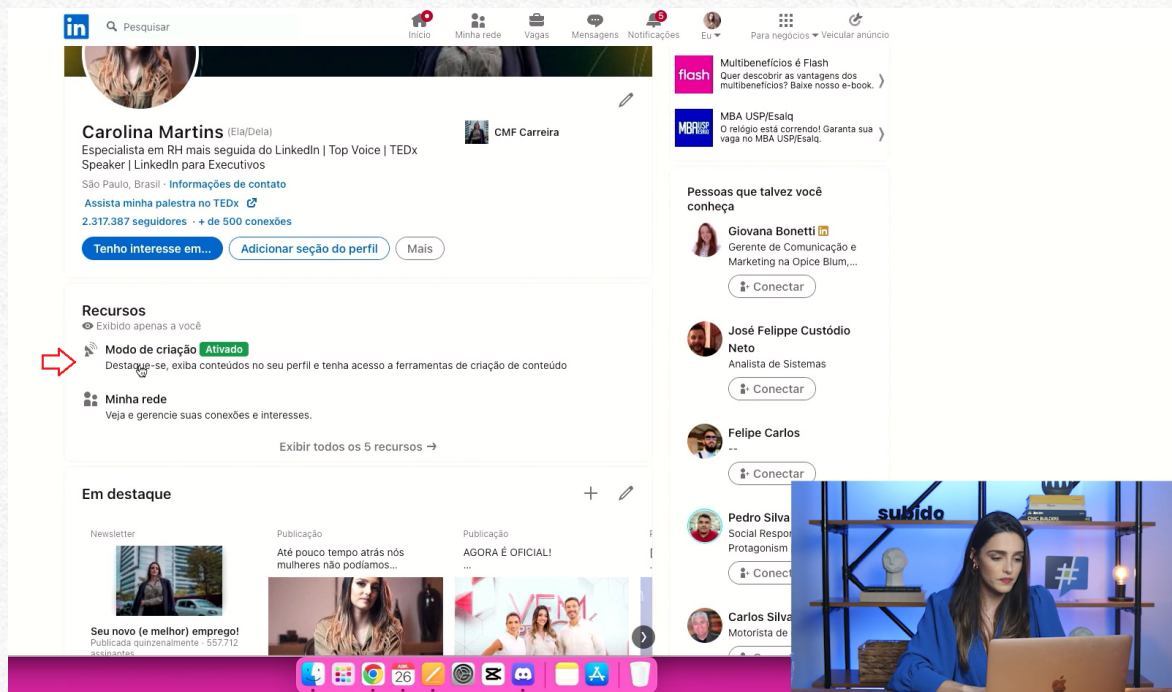 in
Pesquisar
Início
Minha rede
Vagas
Mensagens
5
Notificações
Eu
Para negócios
Veicular anúncio
Carolina Martins (Ela/Dela)
Especialista em RH mais seguida do LinkedIn | Top Voice | TEDx
Speaker | LinkedIn para Executivos
São Paulo, Brasil · Informações de contato
Assista minha palestra no TEDx
2.317.387 seguidores · + de 500 conexões
Tenho interesse em...
Adicionar seção do perfil
Mais
CMF Carreira
Recursos
Exibido apenas a você
Modo de criação Ativado
Destaque-se, exiba conteúdos no seu perfil e tenha acesso a ferramentas de criação de conteúdo
Minha rede
Veja e gerencie suas conexões e interesses.
Exibir todos os 5 recursos →
Em destaque
Newsletter
Seu novo (e melhor) emprego!
Publicada quinzenalmente · 557.712
assinantes
Publicação
Até pouco tempo atrás nós
mulheres não podíamos...
Publicação
AGORA É OFICIAL!
...
flash
Multibenefícios é Flash
Quer descobrir as vantagens dos
multibenefícios? Baixe nosso e-book.
MBAUSP
MBA USP/Esalq
O relógio está correndo! Garanta sua
vaga no MBA USP/Esalq.
Pessoas que talvez você
conheça
Giovana Bonetti in
Gerente de Comunicação e
Marketing na Opice Blum,...
Conectar
José Felippe Custódio
Neto
Analista de Sistemas
Conectar
Felipe Carlos
--
Conectar
Pedro Silva
Social Respor
Protagonism
Conect
Carlos Silva
Motorista de
subido
#
26